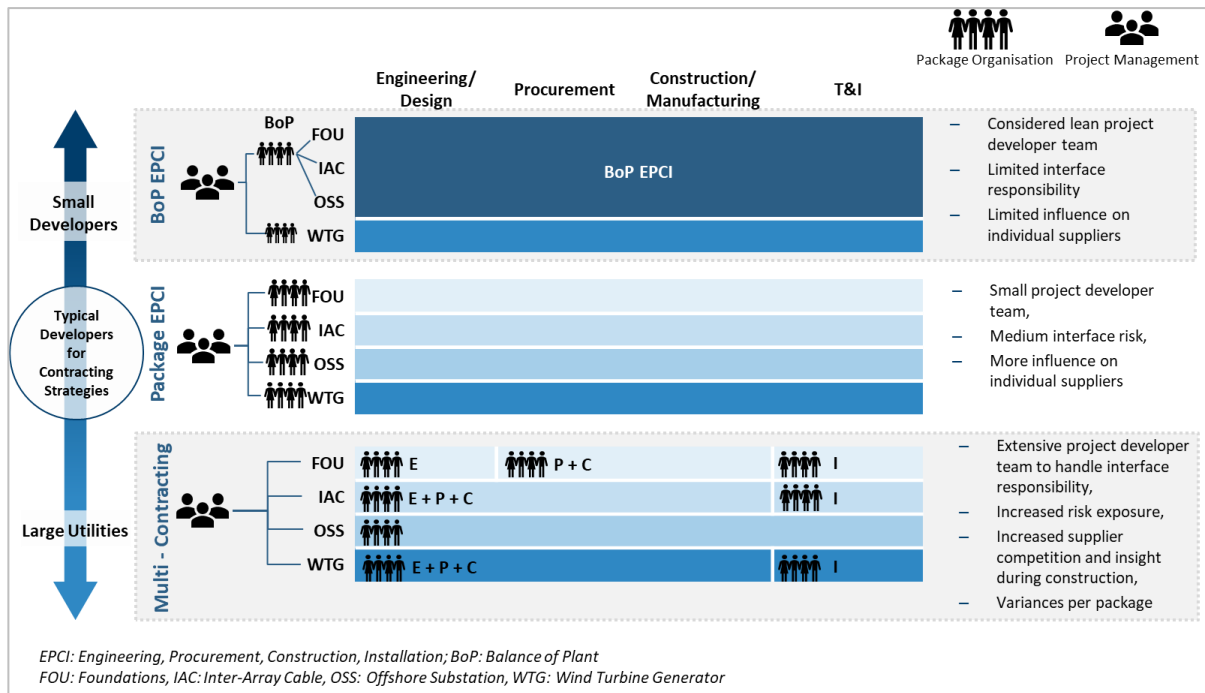 Package Organisation
Project Management
Engineering/
Design
Procurement
Construction/
Manufacturing
T&I
Small
Developers
Typical
Developers
for
Contracting
Strategies
Large Utilities
BoP EPCI
BoP
FOU
IAC
OSS
WTG
BoP EPCI
– Considered lean project
developer team
– Limited interface
responsibility
– Limited influence on
individual suppliers
Package EPCI
FOU
IAC
OSS
WTG
– Small project developer
team,
– Medium interface risk,
– More influence on
individual suppliers
Multi - Contracting
FOU
E
P + C
I
IAC
E + P + C
I
OSS
WTG
E + P + C
I
– Extensive project developer
team to handle interface
responsibility,
– Increased risk exposure,
– Increased supplier
competition and insight
during construction,
– Variances per package
EPCI: Engineering, Procurement, Construction, Installation; BoP: Balance of Plant
FOU: Foundations, IAC: Inter-Array Cable, OSS: Offshore Substation, WTG: Wind Turbine Generator